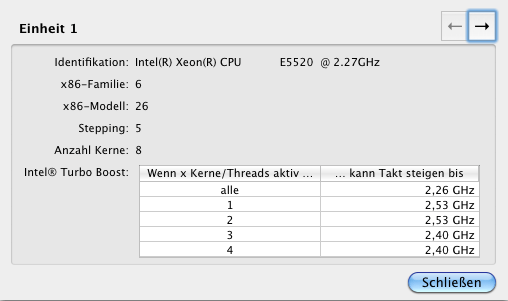 Einheit 1
← →
Identifikation: Intel(R) Xeon(R) CPU E5520 @ 2.27GHz
x86-Familie: 6
x86-Modell: 26
Stepping: 5
Anzahl Kerne: 8
Intel® Turbo Boost: Wenn x Kerne/Threads aktiv ... ... kann Takt steigen bis
alle 2,26 GHz
1 2,53 GHz
2 2,53 GHz
3 2,40 GHz
4 2,40 GHz
Schließen